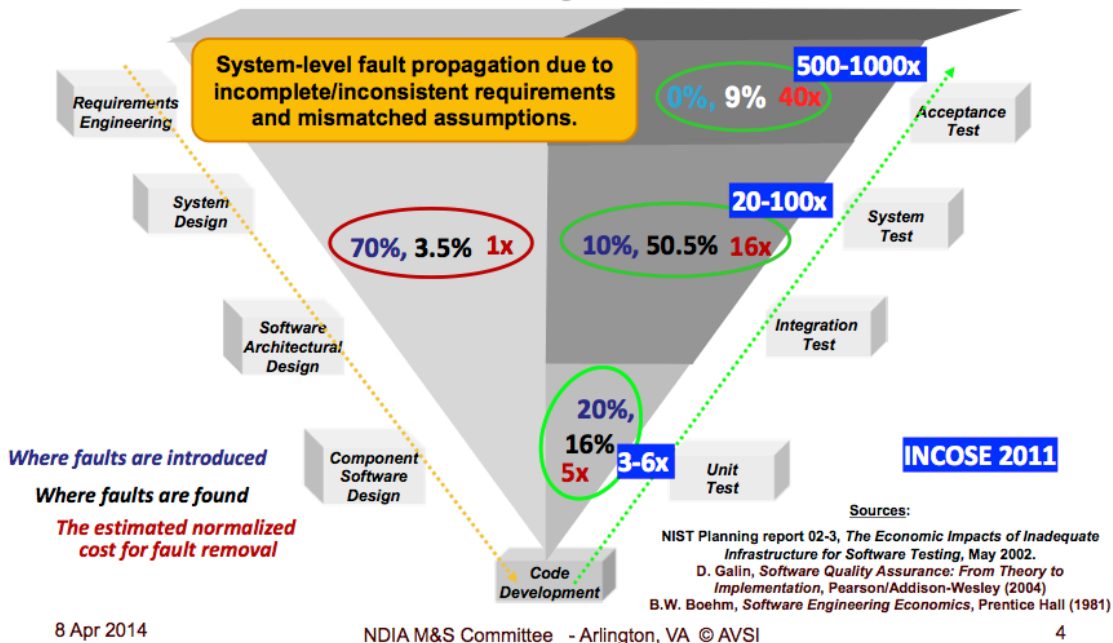 System-level fault propagation due to
incomplete/inconsistent requirements
and mismatched assumptions.
500-1000x
0%, 9% 40x
Requirements
Engineering
Acceptance
Test
System
Design
20-100x
System
Test
70%, 3.5% 1x
10%, 50.5% 16x
Software
Architectural
Design
Integration
Test
20%,
16%
5x
3-6x
Where faults are introduced
Where faults are found
The estimated normalized
cost for fault removal
Component
Software
Design
Unit
Test
INCOSE 2011
Code
Development
Sources:
NIST Planning report 02-3, The Economic Impacts of Inadequate
Infrastructure for Software Testing, May 2002.
D. Galin, Software Quality Assurance: From Theory to
Implementation, Pearson/Addison-Wesley (2004)
B.W. Boehm, Software Engineering Economics, Prentice Hall (1981)
8 Apr 2014
NDIA M&S Committee - Arlington, VA © AVSI
4